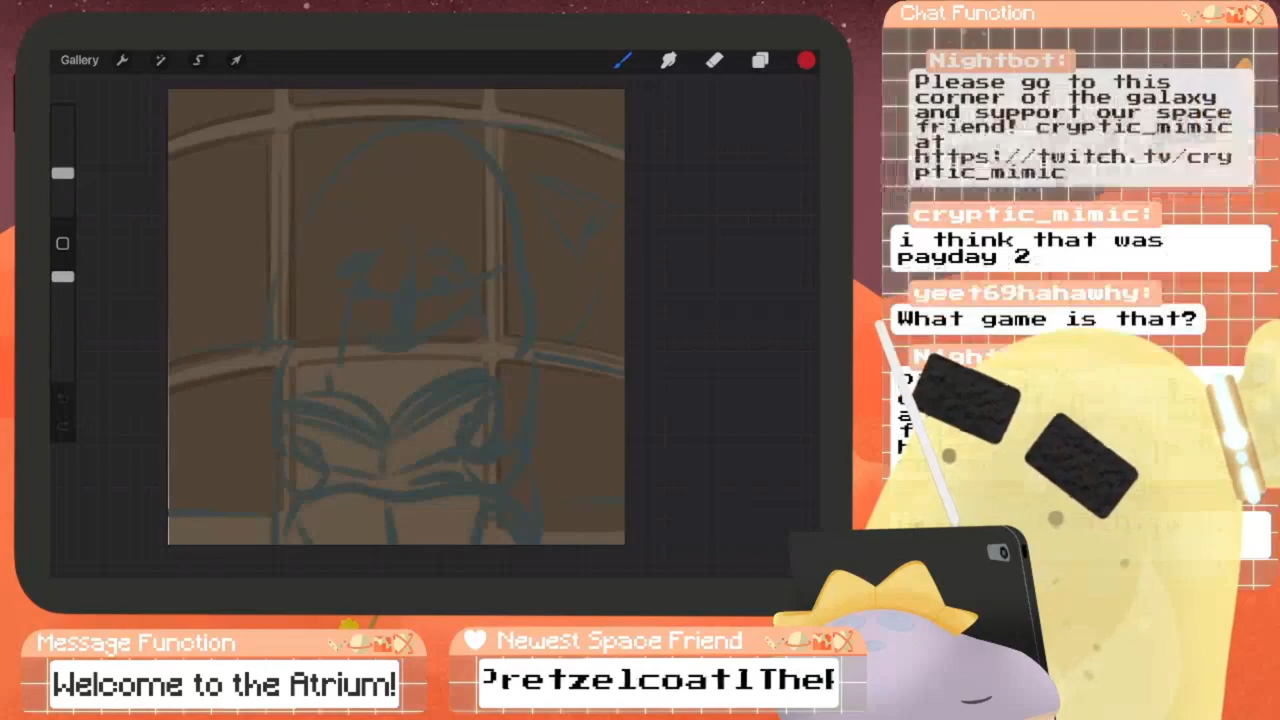 Gallery
Chat Function
Nightbot:
Please go to this
corner of the galaxy
and support our space
friend! cryptic_mimic
at
https://twitch.tv/cry
ptic_mimic
cryptic_mimic:
i think that was
payday 2
yeet69hahawhy:
What game is that?
Message Function
Welcome to the Atrium!
Newest Space Friend
PretzelcoatlThe